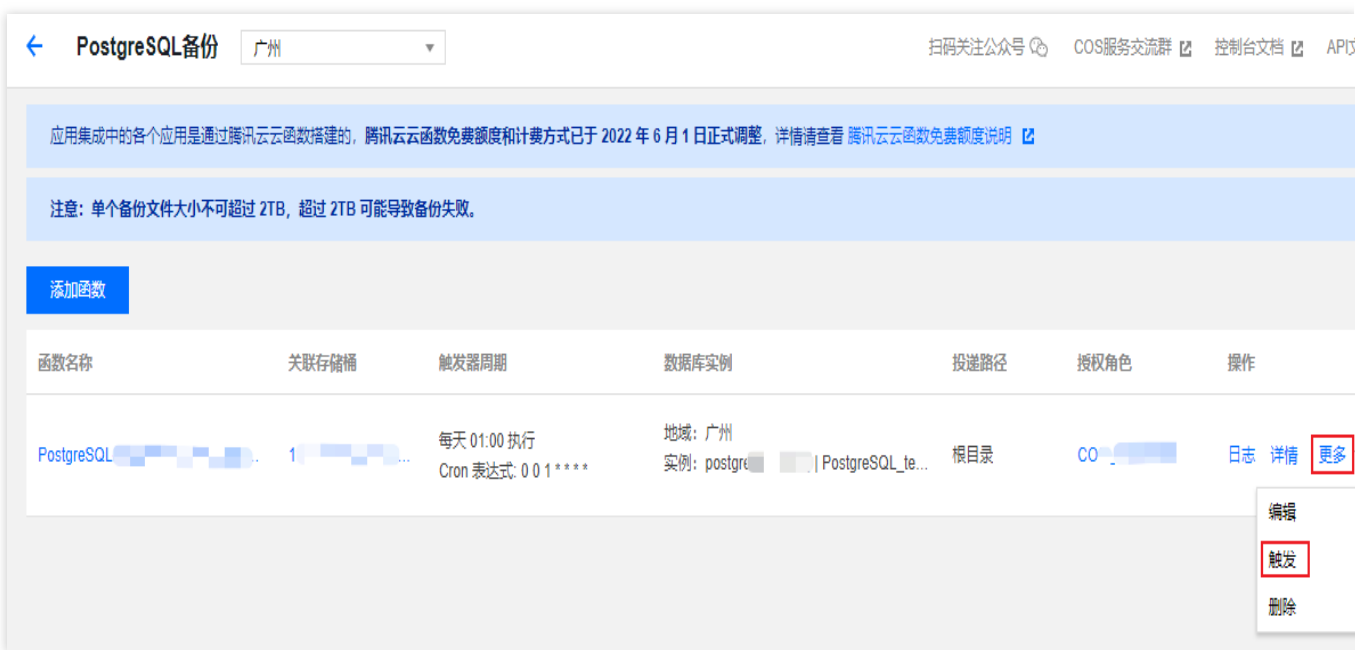 PostgreSQL备份 广州 扫码关注公众号 COS服务交流群 控制台文档
应用集成中的各个应用是通过腾讯云云函数搭建的，腾讯云云函数免费额度和计费方式已于 2022 年 6 月 1 日正式调整，详情请查看 腾讯云云函数免费额度说明
注意：单个备份文件大小不可超过 2TB，超过 2TB 可能导致备份失败。
添加函数
函数名称 关联存储桶 触发器周期 数据库实例 投递路径 授权角色 操作
PostgreSQL 1 每天 01:00 执行 地域：广州 根目录 CO 日志 详情 更多
Cron 表达式: 0 0 1 * * * * 实例：postgre | PostgreSQL_te...
编辑
触发
删除